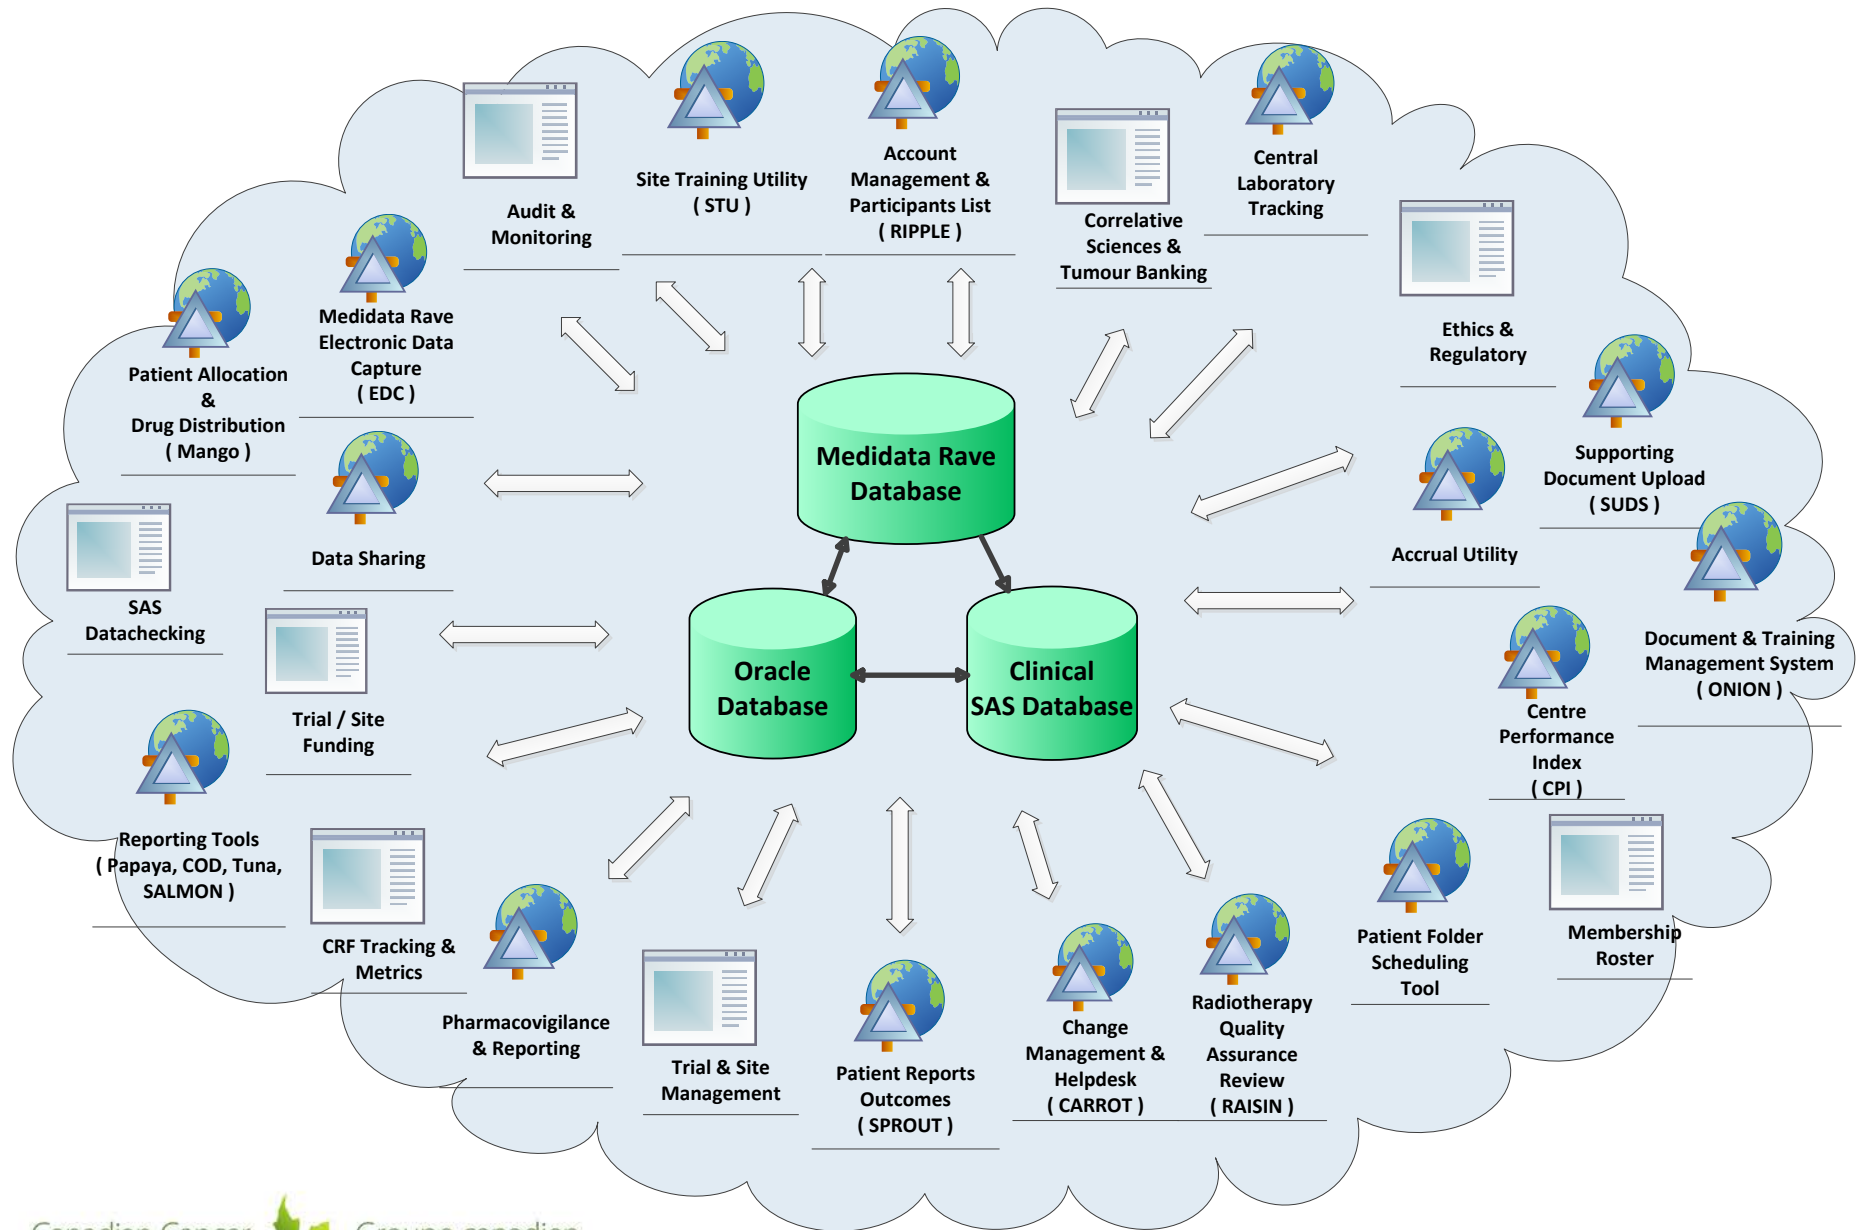 Site Training Utility
( STU )
Account
Management &
Participants List
( RIPPLE )
Central
Laboratory
Tracking
Audit &
Monitoring
Correlative
Sciences &
Tumour Banking
Medidata Rave
Electronic Data
Capture
( EDC )
Ethics &
Regulatory
Patient Allocation
&
Drug Distribution
( Mango )
Supporting
Document Upload
( SUDS )
Medidata Rave
Database
Data Sharing
Accrual Utility
SAS
Datachecking
Document & Training
Management System
( ONION )
Oracle
Database
Clinical
SAS Database
Trial / Site
Funding
Centre
Performance
Index
( CPI )
Reporting Tools
( Papaya, COD, Tuna,
SALMON )
CRF Tracking &
Metrics
Patient Folder
Scheduling
Tool
Membership
Roster
Pharmacovigilance
& Reporting
Trial & Site
Management
Patient Reports
Outcomes
( SPROUT )
Change
Management &
Helpdesk
( CARROT )
Radiotherapy
Quality
Assurance
Review
( RAISIN )
Canadian Cancer
Groupe canadien